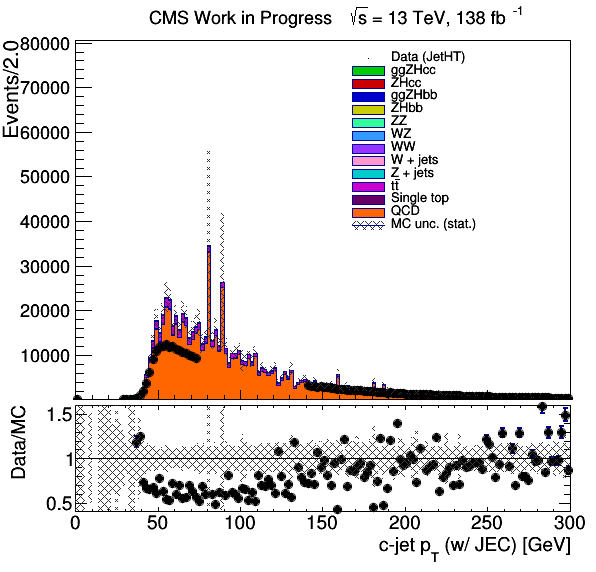 CMS Work in Progress √s = 13 TeV, 138 fb⁻¹
Events/2.0
80000
70000
60000
50000
40000
30000
20000
10000
Data (JetHT)
ggZHcc
ZHcc
ggZHbb
ZHbb
ZZ
WZ
WW
W + jets
Z + jets
tt̄
Single top
QCD
MC unc. (stat.)
Data/MC
1.5
1
0.5
0 50 100 150 200 250 300
c-jet p_T (w/ JEC) [GeV]